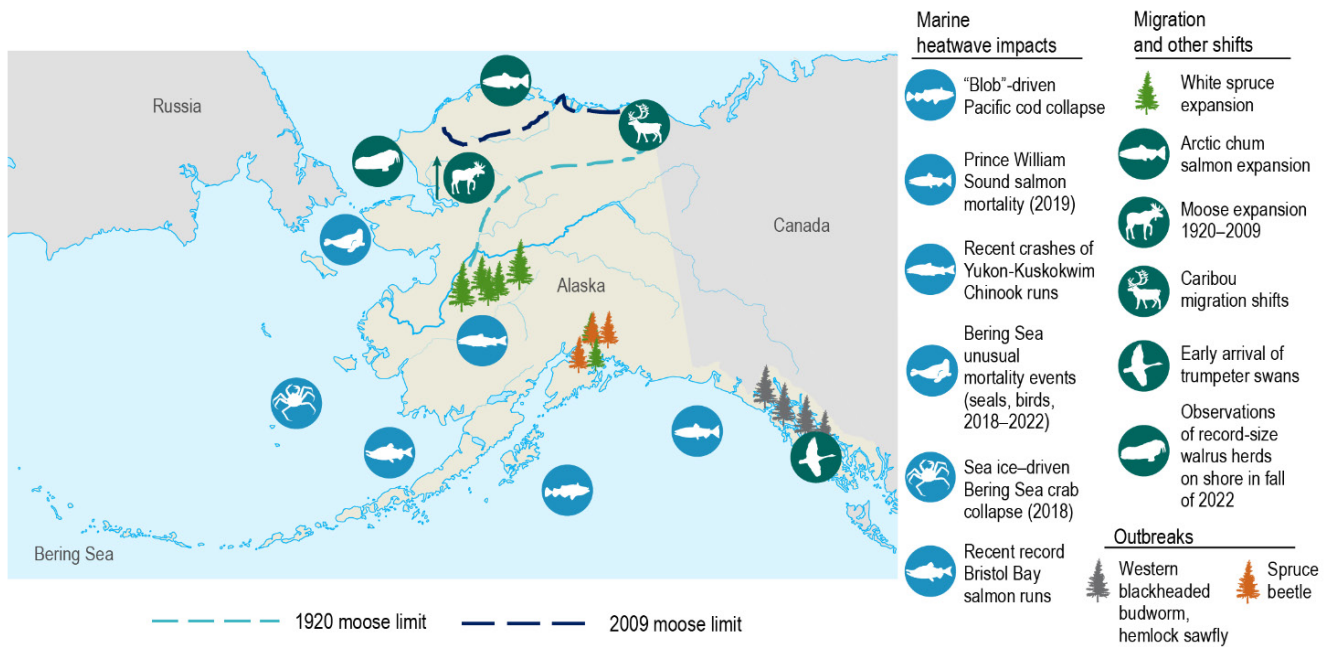 Russia
Canada
Alaska
Bering Sea
1920 moose limit
2009 moose limit
Marine
heatwave impacts
“Blob”-driven
Pacific cod collapse
Prince William
Sound salmon
mortality (2019)
Recent crashes of
Yukon-Kuskokwim
Chinook runs
Bering Sea
unusual
mortality events
(seals, birds,
2018–2022)
Sea ice–driven
Bering Sea crab
collapse (2018)
Recent record
Bristol Bay
salmon runs
Migration
and other shifts
White spruce
expansion
Arctic chum
salmon expansion
Moose expansion
1920–2009
Caribou
migration shifts
Early arrival of
trumpeter swans
Observations
of record-size
walrus herds
on shore in fall
of 2022
Outbreaks
Western
blackheaded
budworm,
hemlock sawfly
Spruce
beetle